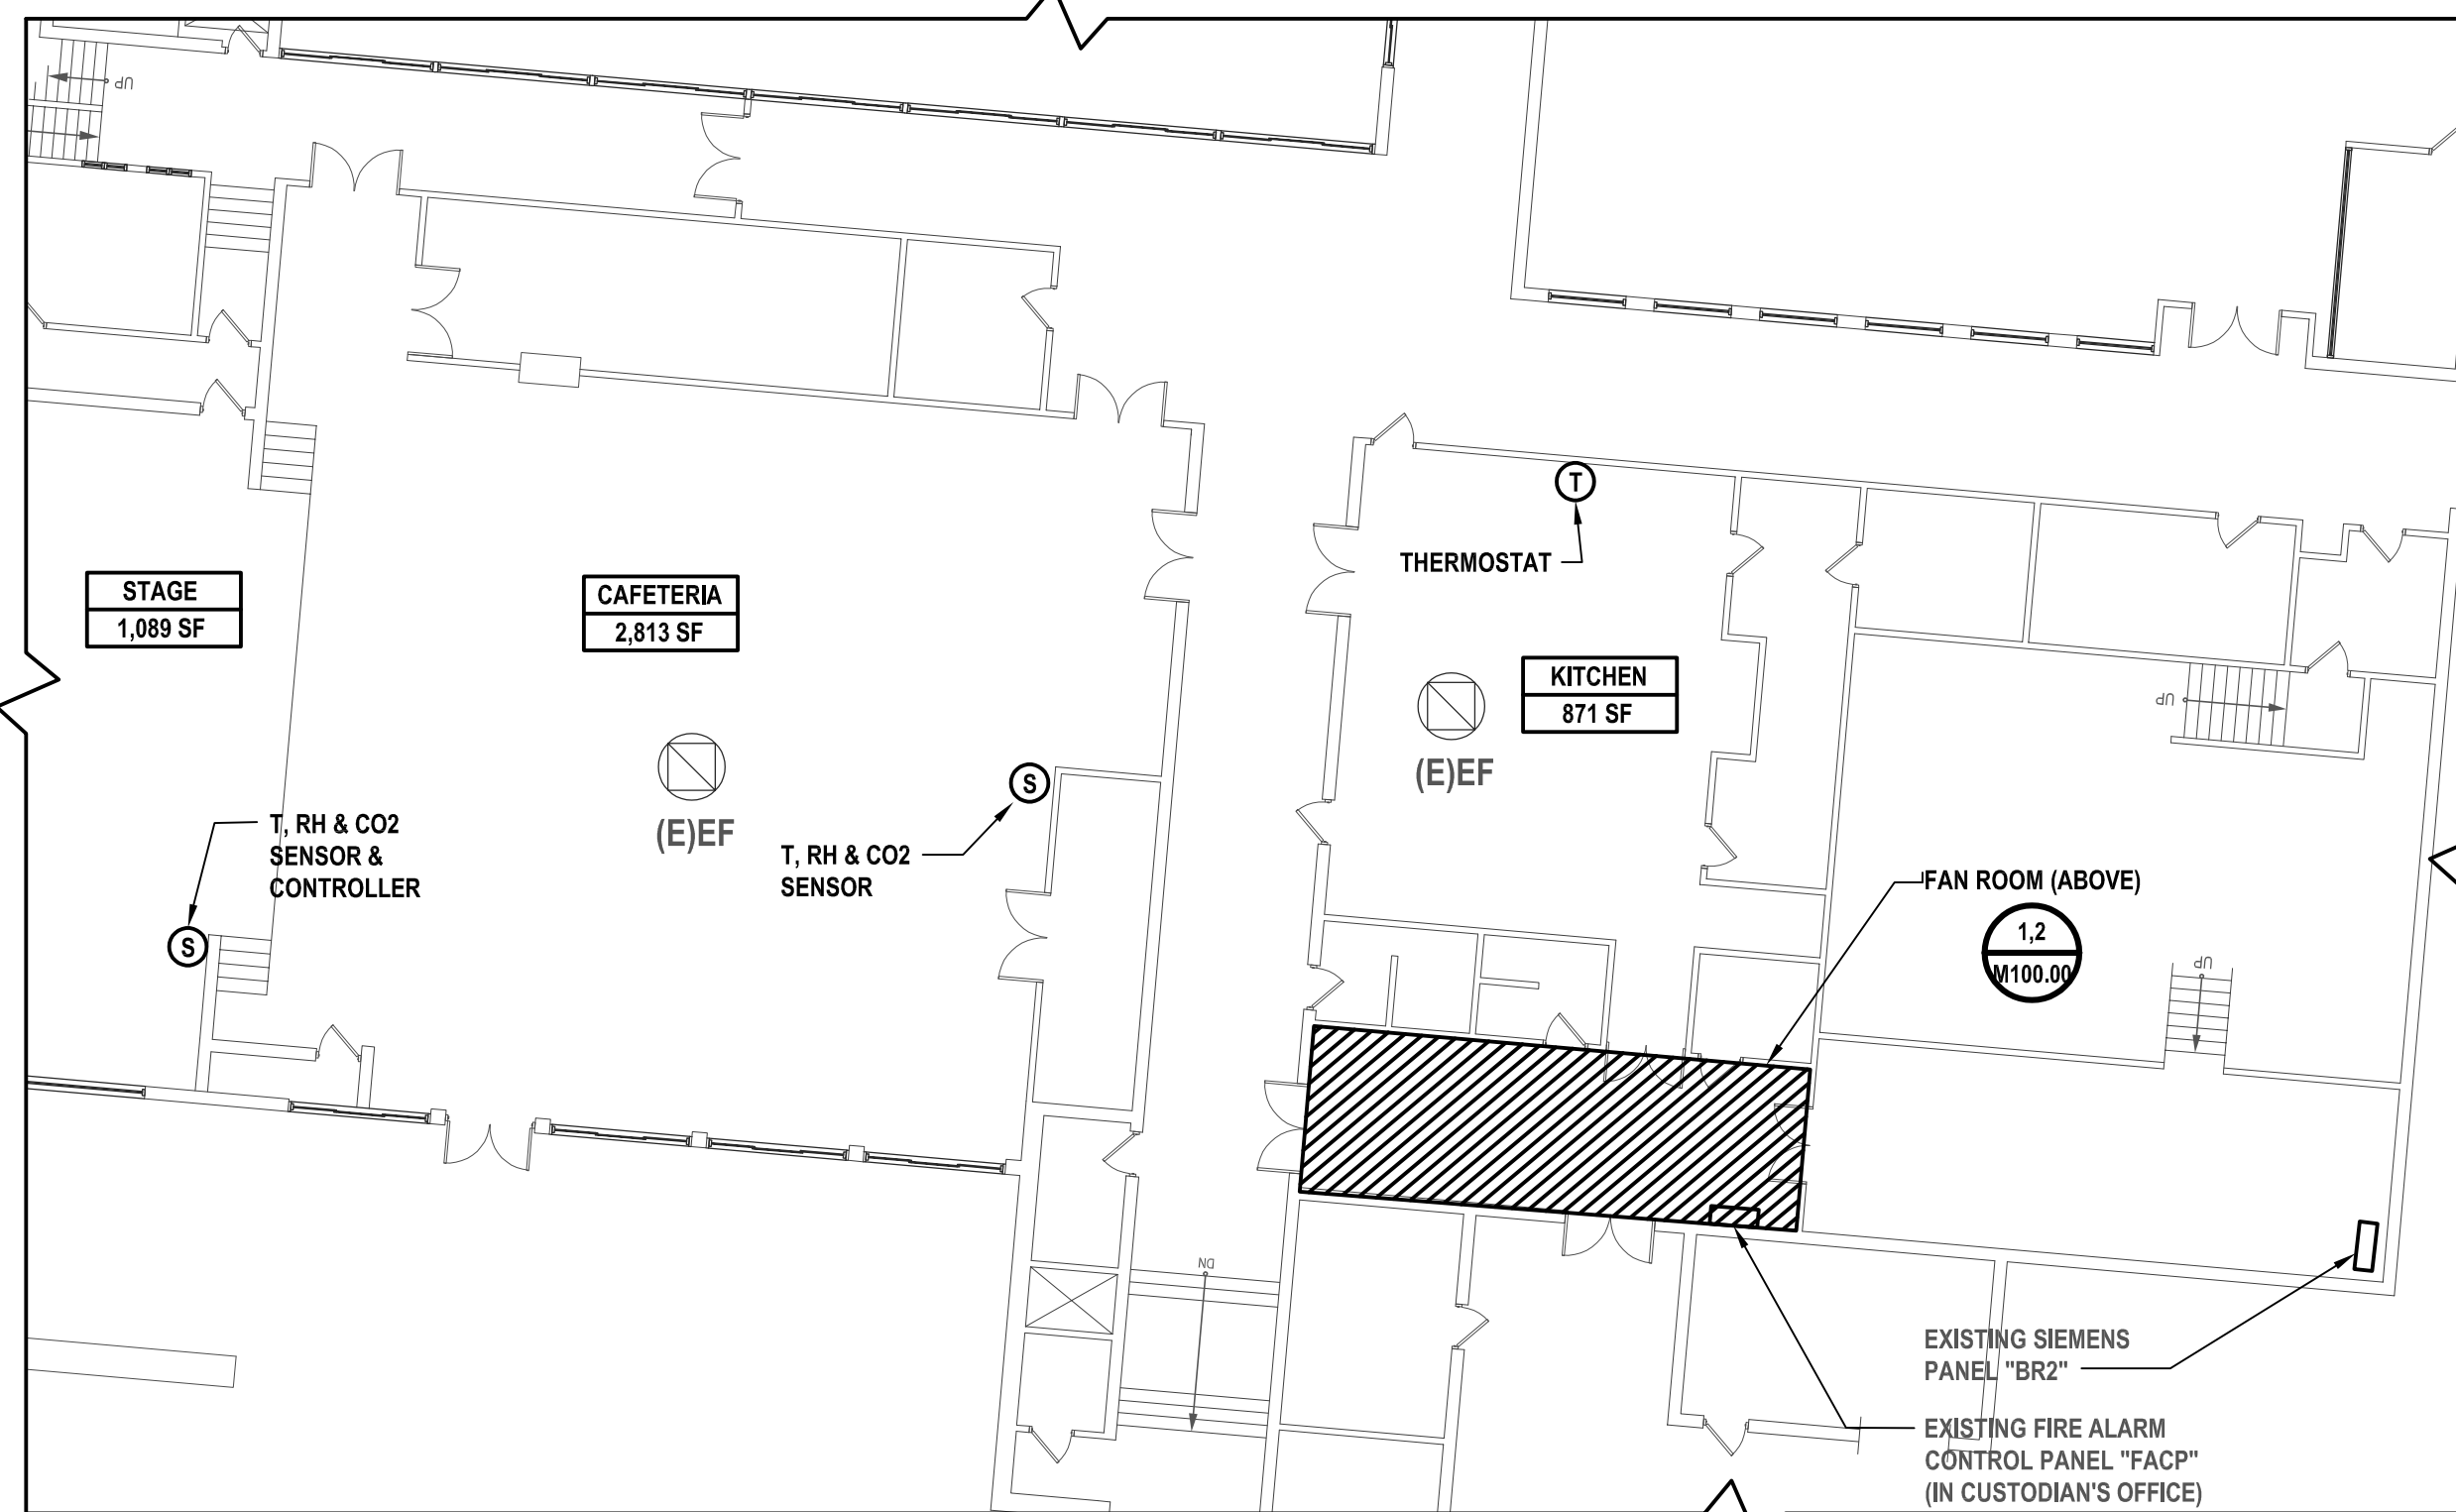 UP
T
THERMOSTAT
STAGE
1,089 SF
CAFETERIA
2,813 SF
KITCHEN
871 SF
UP
(E)EF
S
(E)EF
T, RH & CO2
SENSOR &
CONTROLLER
T, RH & CO2
SENSOR
S
FAN ROOM (ABOVE)
1,2
M100.00
UP
DN
EXISTING SIEMENS
PANEL "BR2"
EXISTING FIRE ALARM
CONTROL PANEL "FACP"
(IN CUSTODIAN'S OFFICE)